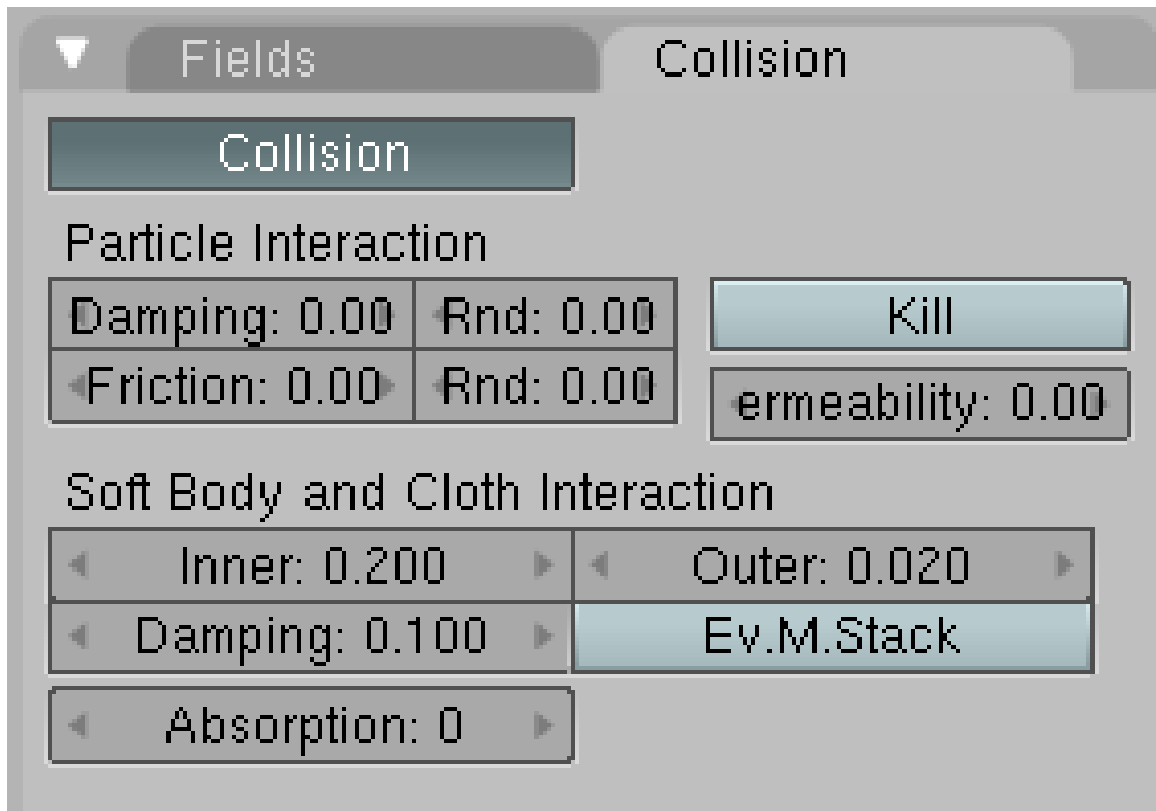 Fields Collision
Collision
Particle Interaction
Damping: 0.00 Rnd: 0.00 Kill
Friction: 0.00 Rnd: 0.00 ermeability: 0.00
Soft Body and Cloth Interaction
Inner: 0.200 Outer: 0.020
Damping: 0.100 Ev.M.Stack
Absorption: 0